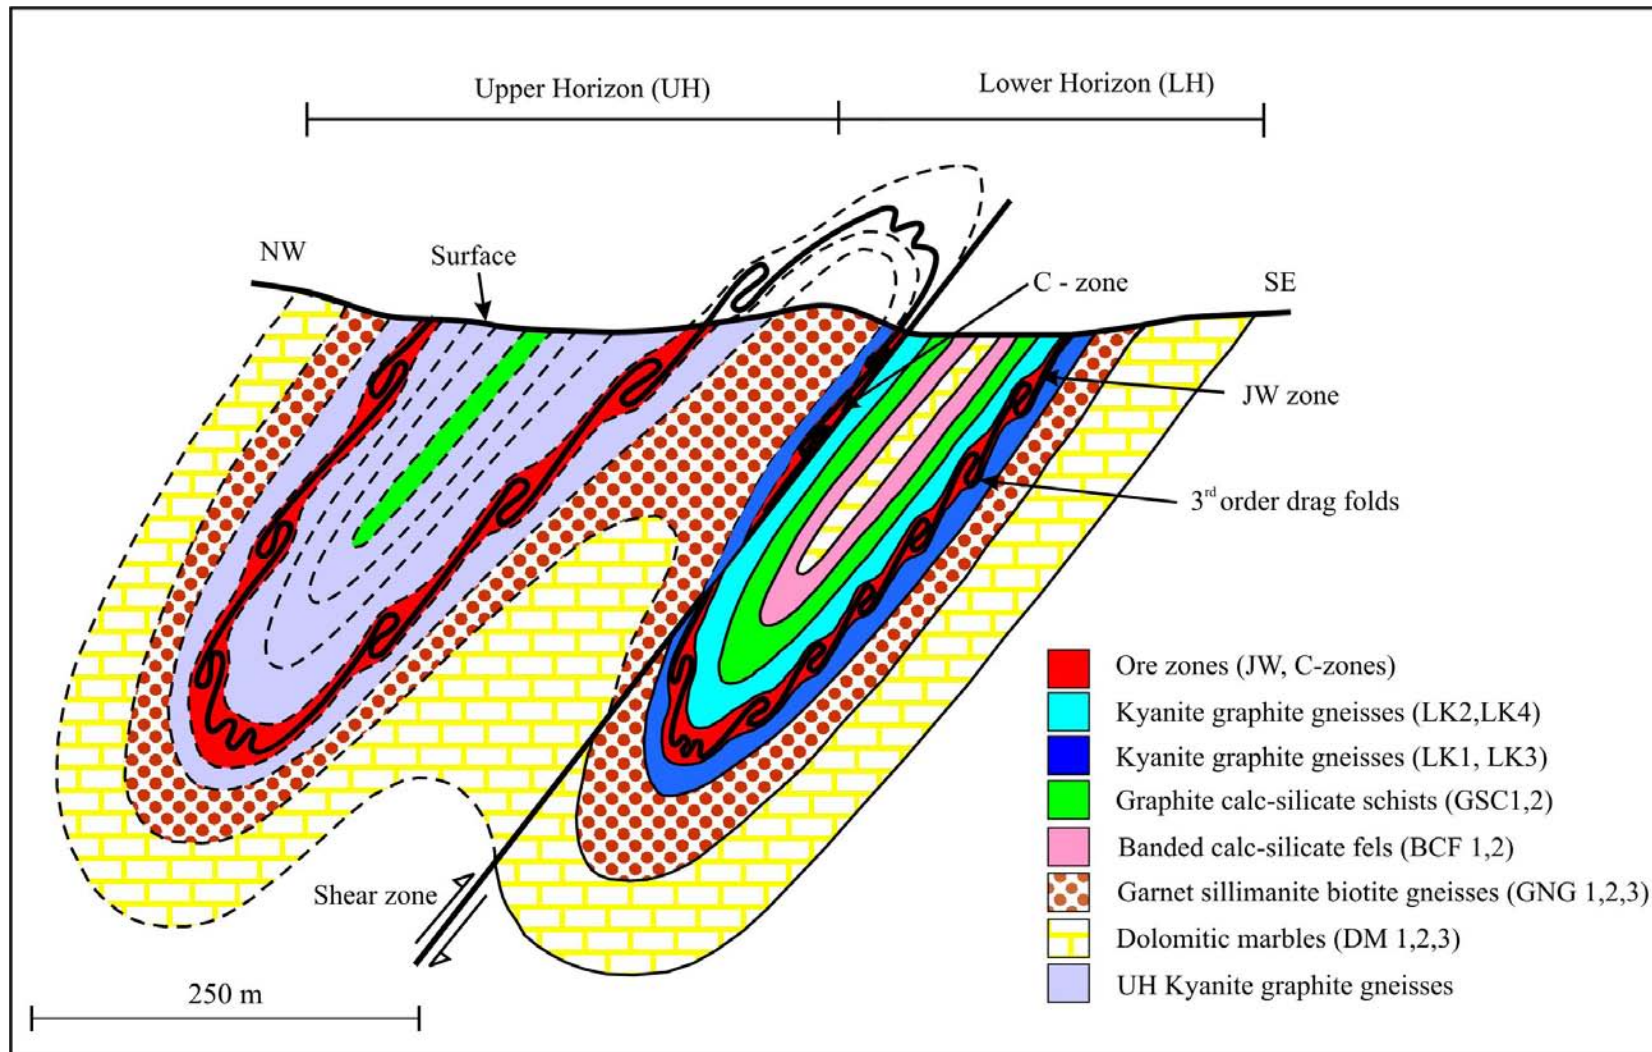 Upper Horizon (UH)
Lower Horizon (LH)
NW
Surface
C - zone
SE
JW zone
3rd order drag folds
Shear zone
250 m
Ore zones (JW, C-zones)
Kyanite graphite gneisses (LK2,LK4)
Kyanite graphite gneisses (LK1, LK3)
Graphite calc-silicate schists (GSC1,2)
Banded calc-silicate fels (BCF 1,2)
Garnet sillimanite biotite gneisses (GNG 1,2,3)
Dolomitic marbles (DM 1,2,3)
UH Kyanite graphite gneisses